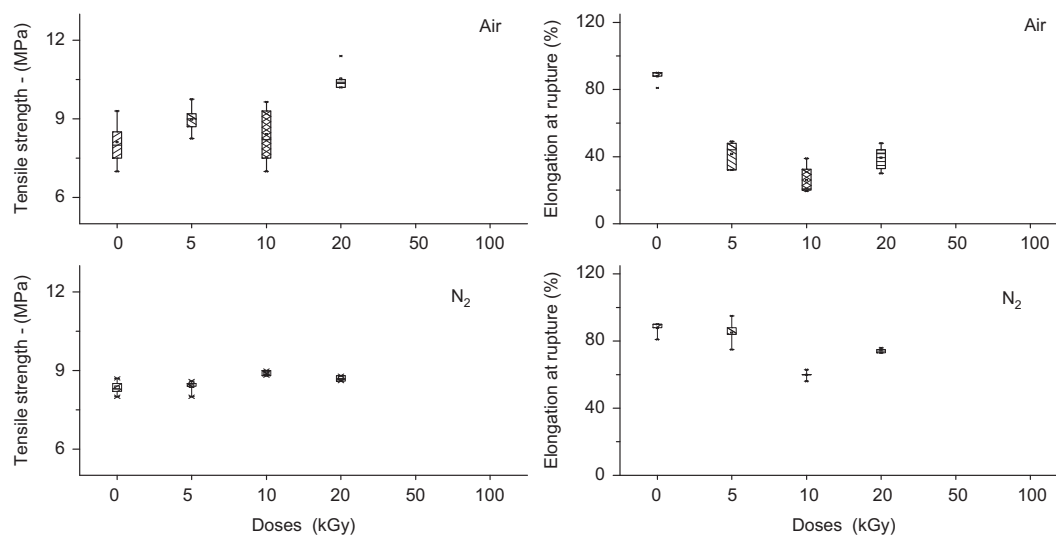 Tensile strength - (MPa)
12
9
6
Air
0 5 10 20 50 100
Elongation at rupture (%)
120
80
40
0
Air
0 5 10 20 50 100
Tensile strength - (MPa)
12
9
6
N2
0 5 10 20 50 100
Doses (kGy)
Elongation at rupture (%)
120
80
40
0
N2
0 5 10 20 50 100
Doses (kGy)